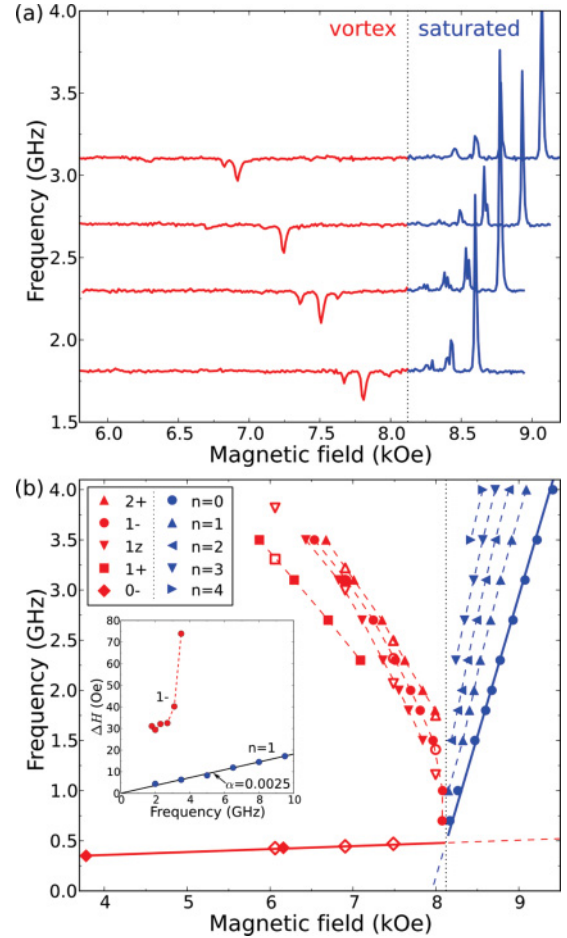 (a)
vortex saturated
4.0
3.5
3.0
2.5
2.0
1.5
Frequency (GHz)
6.0 6.5 7.0 7.5 8.0 8.5 9.0
Magnetic field (kOe)
(b)
4.0
3.5
3.0
2.5
2.0
1.5
1.0
0.5
0.0
Frequency (GHz)
2+ n=0
1- n=1
1z n=2
1+ n=3
0- n=4
80
70
60
50
40
30
20
10
0
ΔH (Oe)
1-
n=1
α=0.0025
0 2 4 6 8 10
Frequency (GHz)
4 5 6 7 8 9
Magnetic field (kOe)